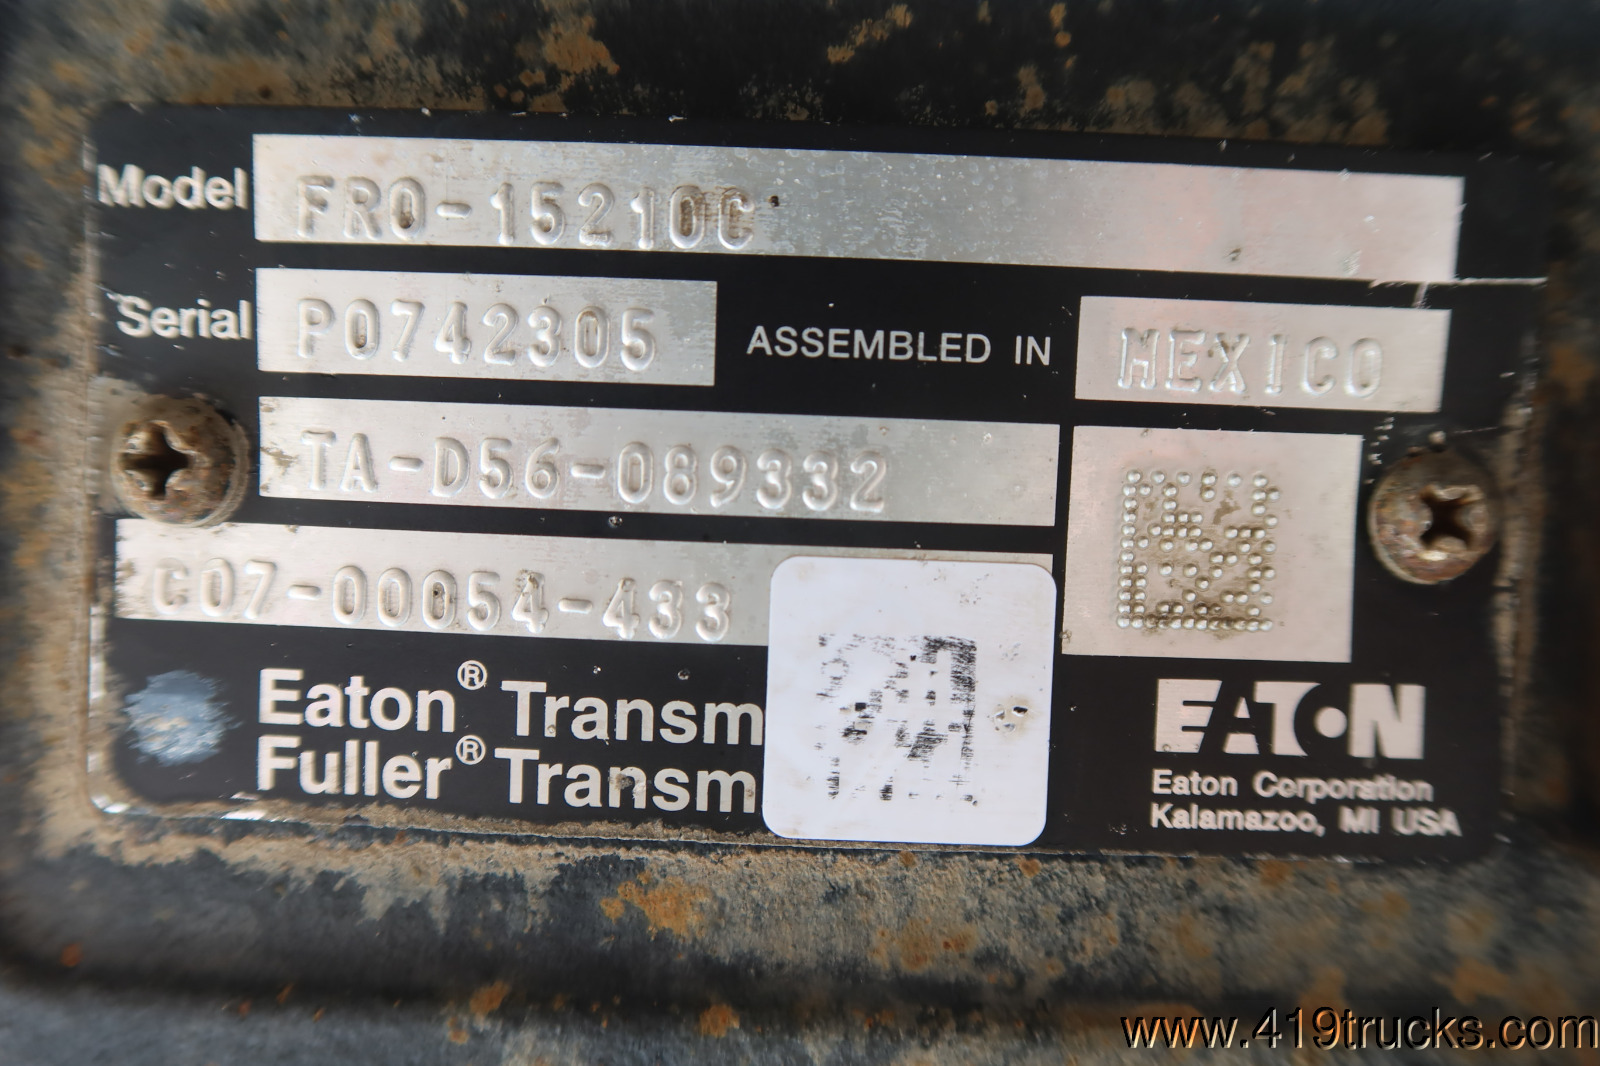 Model FRO-15210C
Serial P0742305 ASSEMBLED IN MEXICO
TA-D56-089332
C07-00054-433
Eaton® Transm
Fuller® Transm
EATON
Eaton Corporation
Kalamazoo, MI USA
www.419trucks.com